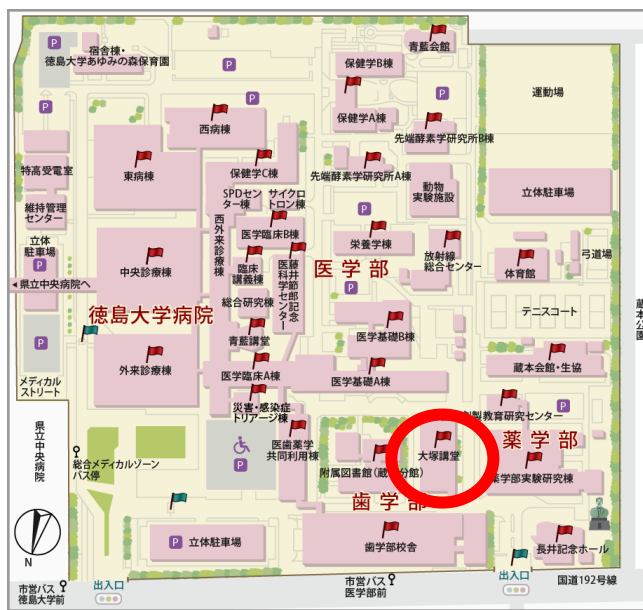 P
宿舎棟・
徳島大学あゆみの森保育園
P
P
P
P
青藍会館
保健学B棟
P
運動場
西病棟
保健学A棟
先端酵素学研究所B棟
特高受電室
東病棟
保健学C棟
先端酵素学研究所A棟
動物
実験施設
立体駐車場
維持管理
センター
SPDセン
ター棟
サイクロ
トロン棟
西外来診療棟
P
立体
駐車場
P
医学臨床B棟
栄養学棟
放射線
総合センター
弓道場
体育館
中央診療棟
臨床
講義棟
藤井節郎記念
医科学センター
医学部
県立中央病院へ
総合研究棟
P
テニスコート
蔵本公園
徳島大学病院
青藍講堂
医学基礎B棟
P
外来診療棟
医学臨床A棟
医学基礎A棟
蔵本会館・生協
メディカル
ストリート
災害・感染症
トリアージ棟
製教育研究センター
P
県立中央病院
P
医歯薬学
共同利用棟
P
大塚講堂
薬学部
総合メディカルゾーン
バス停
P
附属図書館(蔵 分館)
薬学部実験研究棟
歯学部
N
P 立体駐車場
歯学部校舎
長井記念ホール
市営バス
徳島大学前
出入口
市営バス
医学部前
出入口
国道192号線